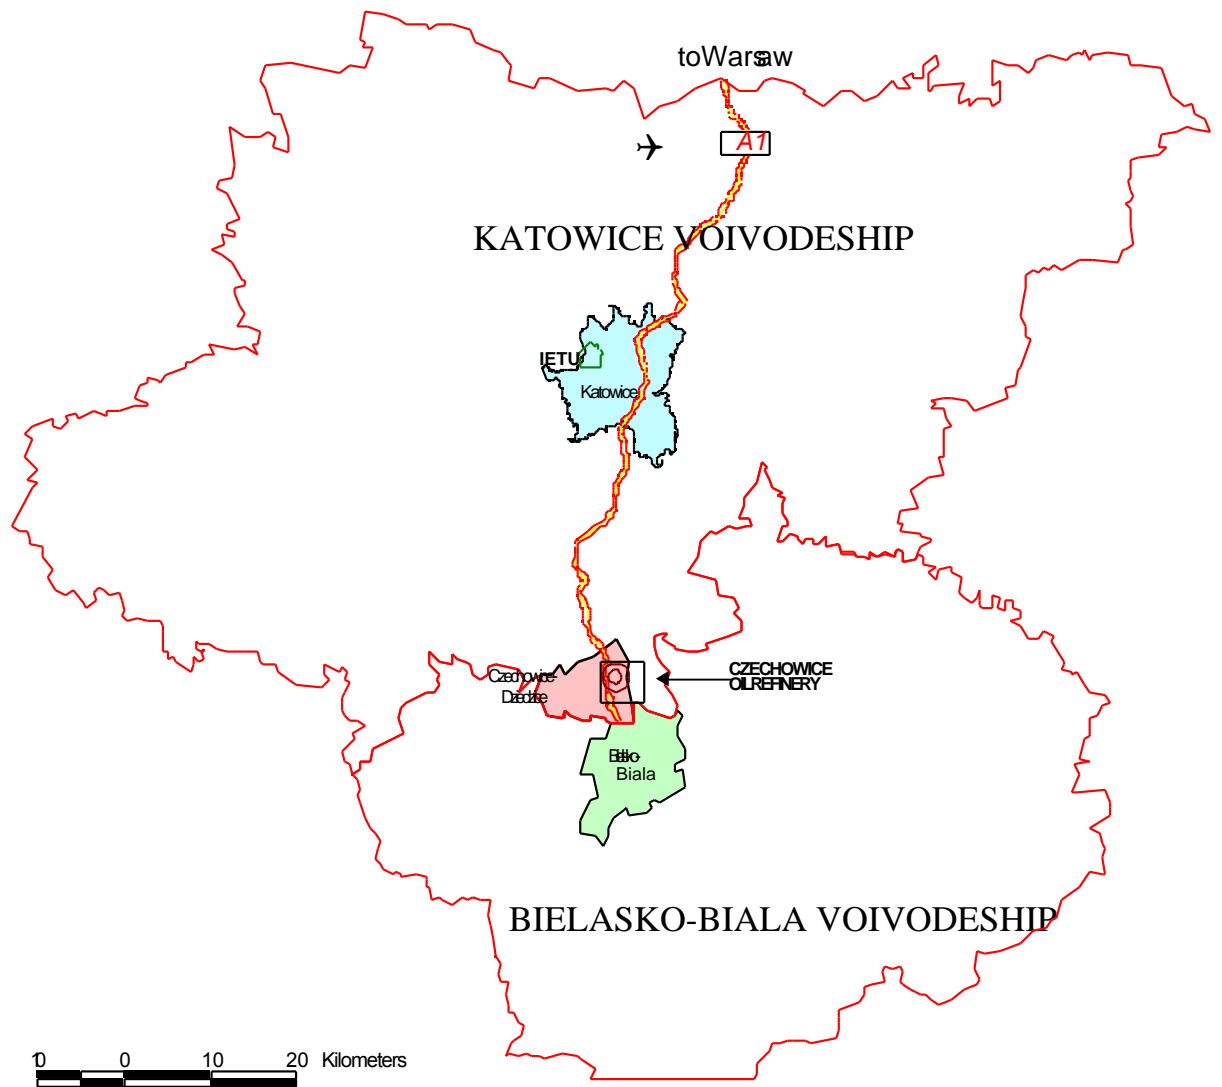 toWarsaw
A1
KATOWICE VOIVODESHIP
IETU
Katowice
CZECHOWICE
OILREFINERY
Czechowice-
Dziedzice
Bielsko-
Biala
BIELASKO-BIALA VOIVODESHIP
10 0 10 20 Kilometers